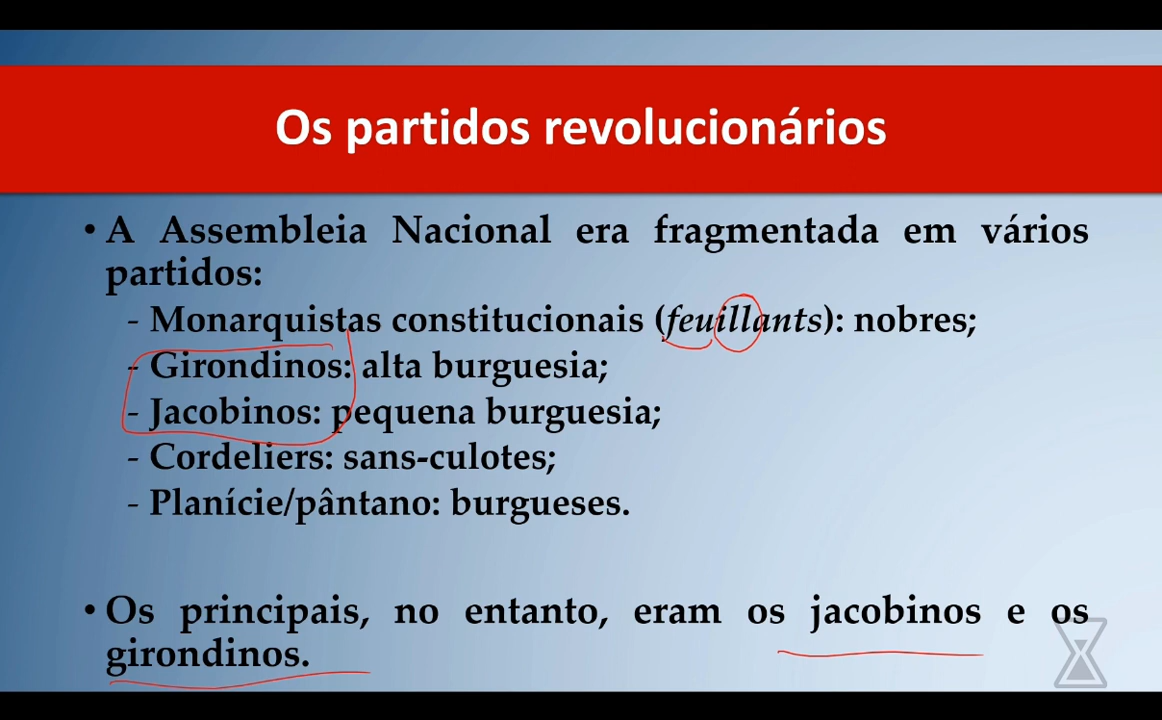 Os partidos revolucionários
• A Assembleia Nacional era fragmentada em vários
partidos:
- Monarquistas constitucionais (feuillants): nobres;
- Girondinos: alta burguesia;
- Jacobinos: pequena burguesia;
- Cordeliers: sans-culotes;
- Planície/pântano: burgueses.
• Os principais, no entanto, eram os jacobinos e os
girondinos.